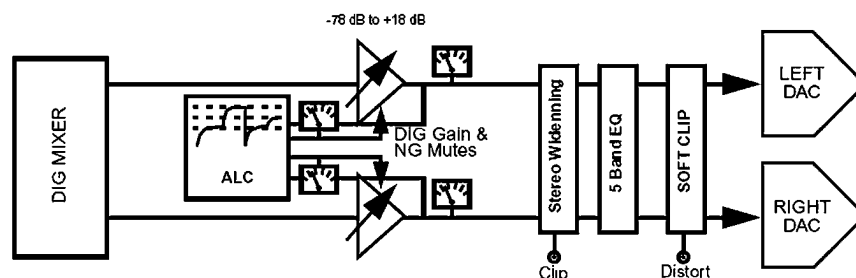 -78 dB to +18 dB
DIG MIXER
ALC
DIG Gain &
NG Mutes
Stereo Widenning
5 Band EQ
SOFT CLIP
LEFT
DAC
RIGHT
DAC
Clip
Distort